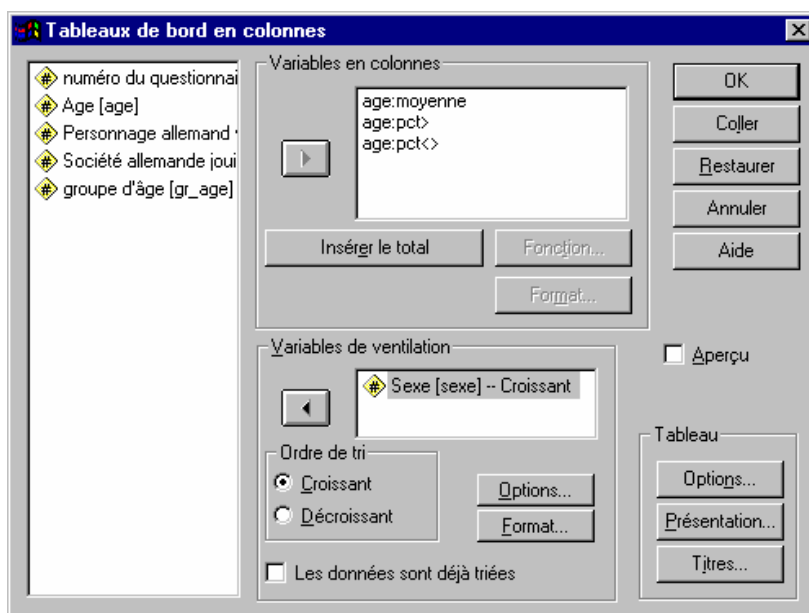 Tableaux de bord en colonnes
numéro du questionnai
Age [age]
Personnage allemand
Société allemande joui
groupe d'âge [gr_age]
Variables en colonnes
age:moyenne
age:pct>
age:pct<>
Insérer le total
Fonction...
Format...
Variables de ventilation
Sexe [sexe] -- Croissant
Ordre de tri
Croissant
Décroissant
Options...
Format...
Les données sont déjà triées
OK
Coller
Restaurer
Annuler
Aide
Aperçu
Tableau
Options...
Présentation...
Titres...